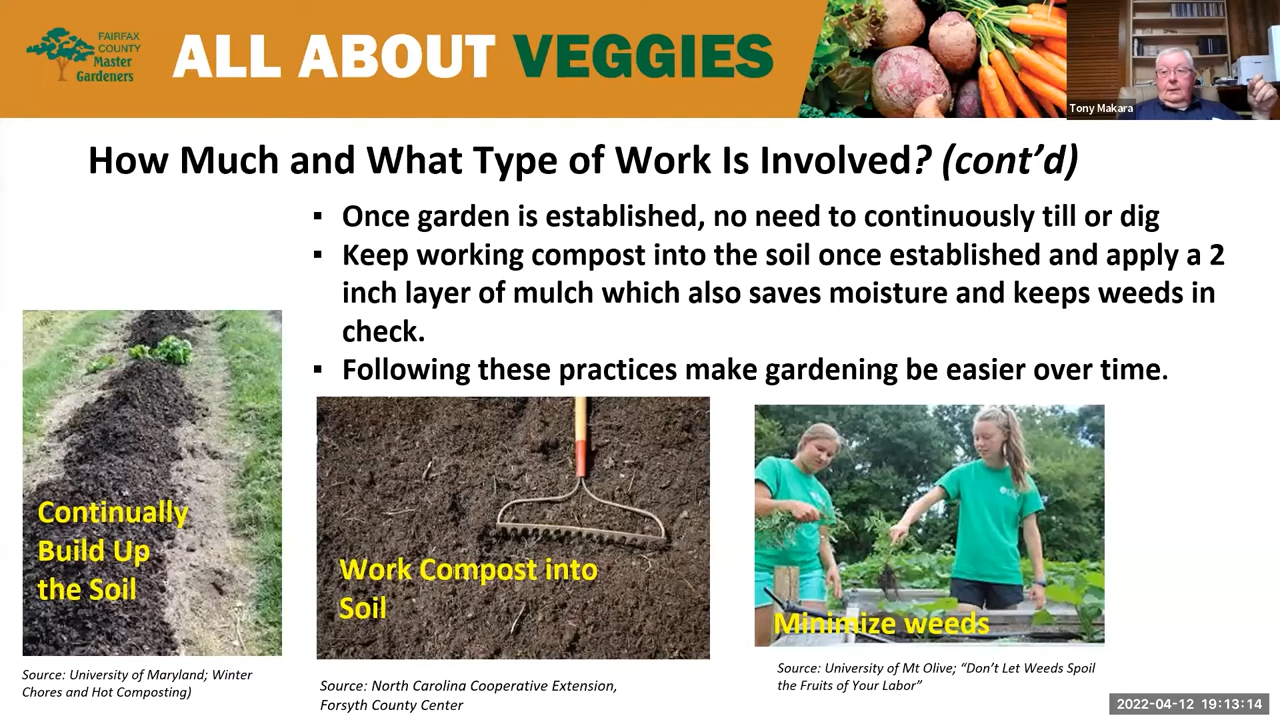 FAIRFAX
COUNTY
Master
Gardeners
ALL ABOUT VEGGIES
Tony Makara
How Much and What Type of Work Is Involved? (cont’d)
▪ Once garden is established, no need to continuously till or dig
▪ Keep working compost into the soil once established and apply a 2
inch layer of mulch which also saves moisture and keeps weeds in
check.
▪ Following these practices make gardening be easier over time.
Continually
Build Up
the Soil
Work Compost into
Soil
Minimize weeds
Source: University of Maryland; Winter
Chores and Hot Composting)
Source: North Carolina Cooperative Extension,
Forsyth County Center
Source: University of Mt Olive; “Don’t Let Weeds Spoil
the Fruits of Your Labor”
2022-04-12 19:13:14